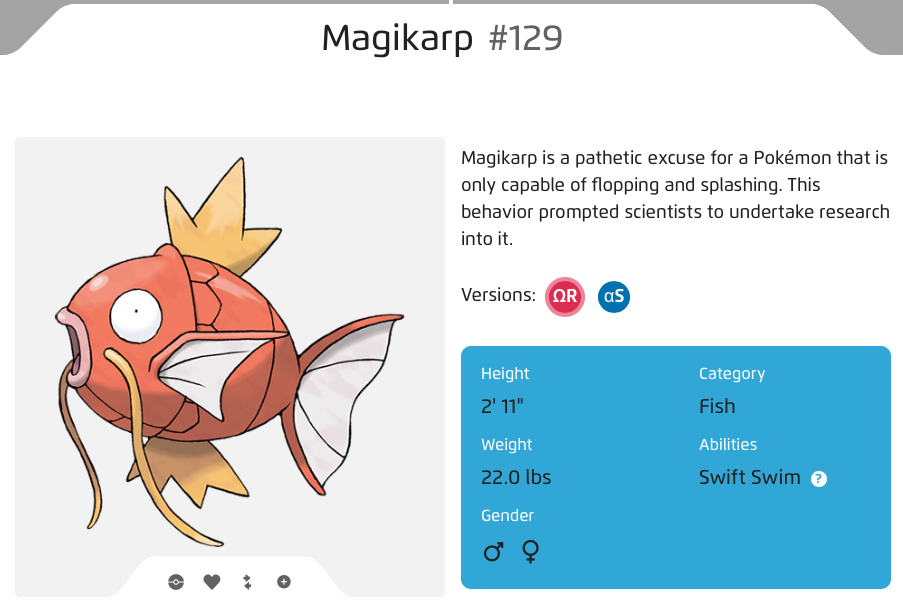 Magikarp #129
Magikarp is a pathetic excuse for a Pokémon that is
only capable of flopping and splashing. This
behavior prompted scientists to undertake research
into it.
Versions: ΩR αS
Height
2' 11"
Weight
22.0 lbs
Gender
♂ ♀
Category
Fish
Abilities
Swift Swim ?